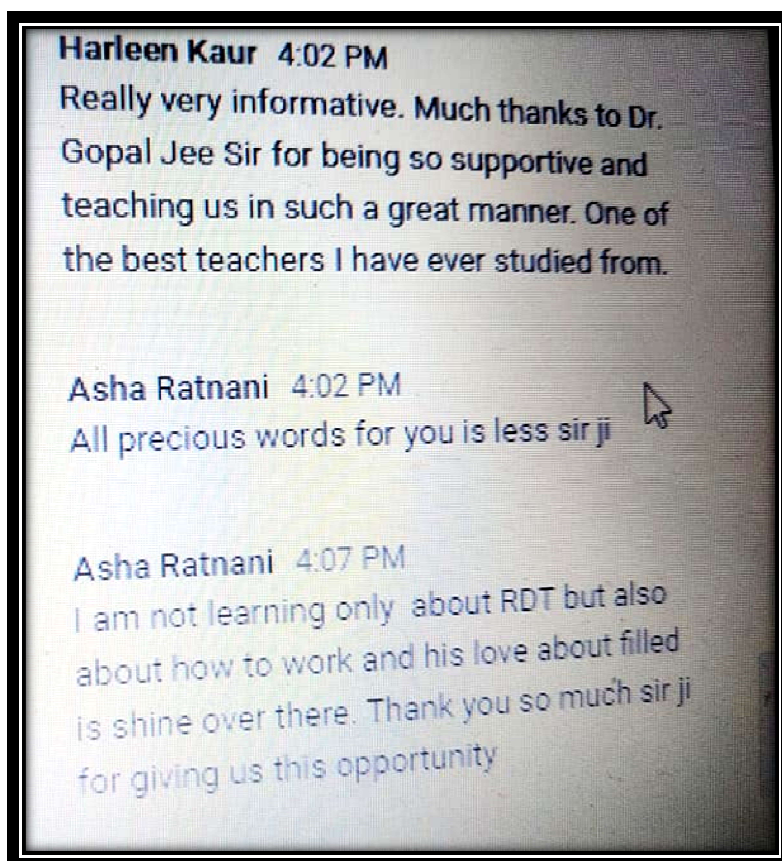 Harleen Kaur 4:02 PM
Really very informative. Much thanks to Dr.
Gopal Jee Sir for being so supportive and
teaching us in such a great manner. One of
the best teachers I have ever studied from.
Asha Ratnani 4:02 PM
All precious words for you is less sir ji
Asha Ratnani 4:07 PM
I am not learning only about RDT but also
about how to work and his love about filled
is shine over there. Thank you so much sir ji
for giving us this opportunity